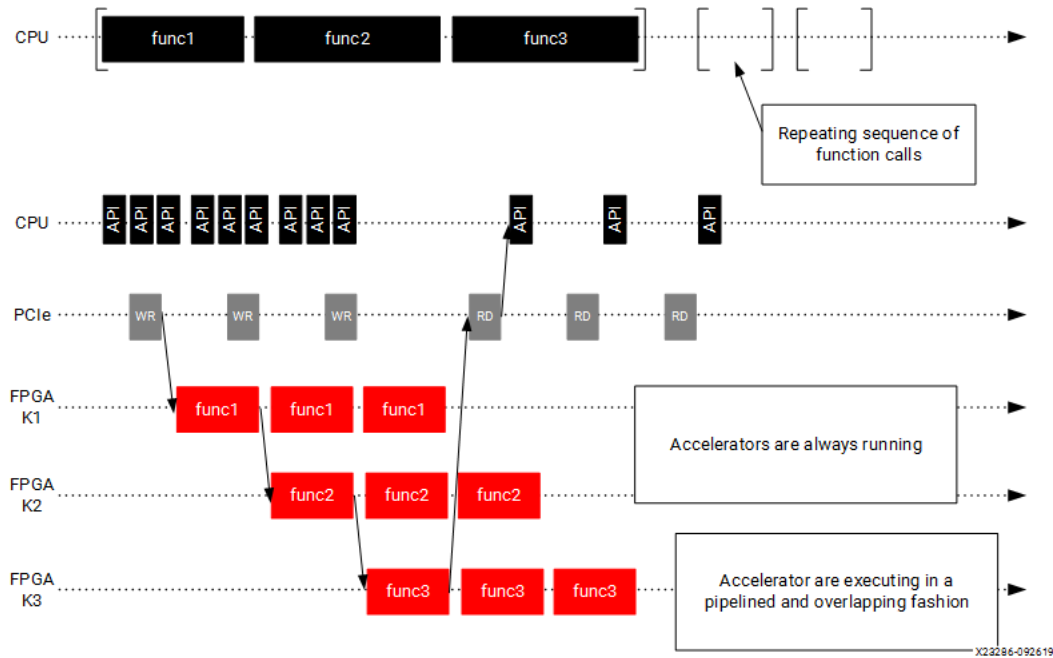 CPU
func1
func2
func3
Repeating sequence of
function calls
CPU
API
API
API
API
API
API
API
API
API
API
API
API
PCIe
WR
WR
WR
RD
RD
RD
FPGA
K1
func1
func1
func1
Accelerators are always running
FPGA
K2
func2
func2
func2
FPGA
K3
func3
func3
func3
Accelerator are executing in a
pipelined and overlapping fashion
X23286-092619